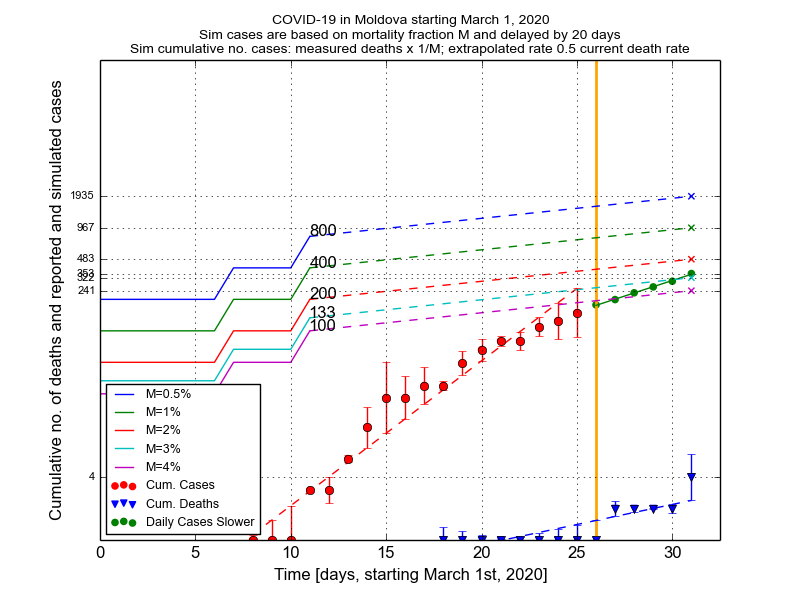 COVID-19 in Moldova starting March 1, 2020
Sim cases are based on mortality fraction M and delayed by 20 days
Sim cumulative no. of cases: measured deaths x 1/M; extrapolated rate 0.5 current death rate
Cumulative no. of deaths and reported and simulated cases
1935
967
483
322
241
4
800
400
200
133
100
M=0.5%
M=1%
M=2%
M=3%
M=4%
Cum. Cases
Cum. Deaths
Daily Cases Slower
0
5
10
15
20
25
30
Time [days, starting March 1st, 2020]